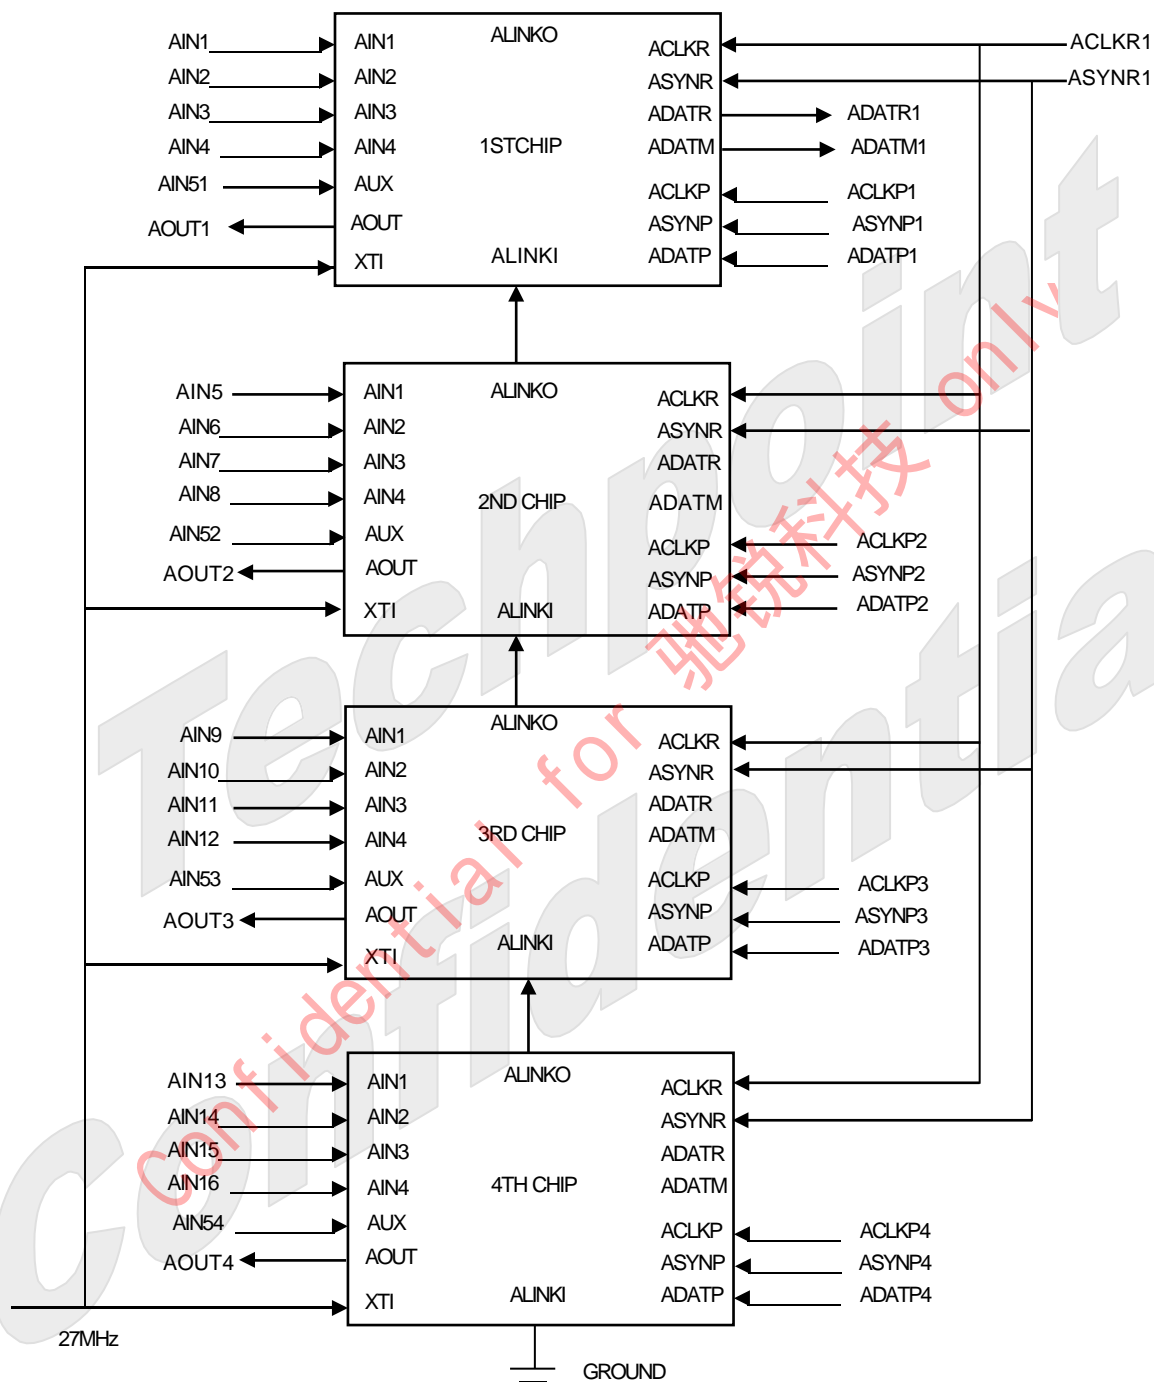 ALINKO
AIN1 AIN1 ACLKR ACLKR1
AIN2 AIN2 ASYNR ASYNR1
AIN3 AIN3 ADATR ADATR1
AIN4 AIN4 1STCHIP ADATM ADATM1
AIN51 AUX ACLKP ACLKP1
AOUT1 AOUT ASYNP ASYNP1
XTI ALINKI ADATP ADATP1
ALINKO
AIN5 AIN1 ACLKR
AIN6 AIN2 ASYNR
AIN7 AIN3 ADATR
AIN8 AIN4 2ND CHIP ADATM
AIN52 AUX ACLKP ACLKP2
AOUT2 AOUT ASYNP ASYNP2
XTI ALINKI ADATP ADATP2
ALINKO
AIN9 AIN1 ACLKR
AIN10 AIN2 ASYNR
AIN11 AIN3 ADATR
AIN12 AIN4 3RD CHIP ADATM
AIN53 AUX ACLKP ACLKP3
AOUT3 AOUT ASYNP ASYNP3
XTI ALINKI ADATP ADATP3
ALINKO
AIN13 AIN1 ACLKR
AIN14 AIN2 ASYNR
AIN15 AIN3 ADATR
AIN16 AIN4 4TH CHIP ADATM
AIN54 AUX ACLKP ACLKP4
AOUT4 AOUT ASYNP ASYNP4
XTI ALINKI ADATP ADATP4
27MHz
GROUND
Techpoint
Confidential
Confidential for 驰锐科技 only